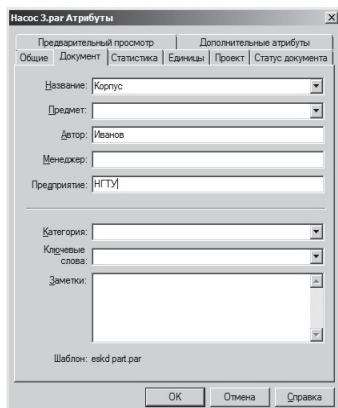 Насос 3.par Атрибуты
Предварительный просмотр Дополнительные атрибуты
Общие Документ Статистика Единицы Проект Статус документа
Название: Корпус
Предмет:
Автор: Иванов
Менеджер:
Предприятие: НГТУ
Категория:
Ключевые
слова:
Заметки:
Шаблон: eskd part.par
OK Отмена Справка